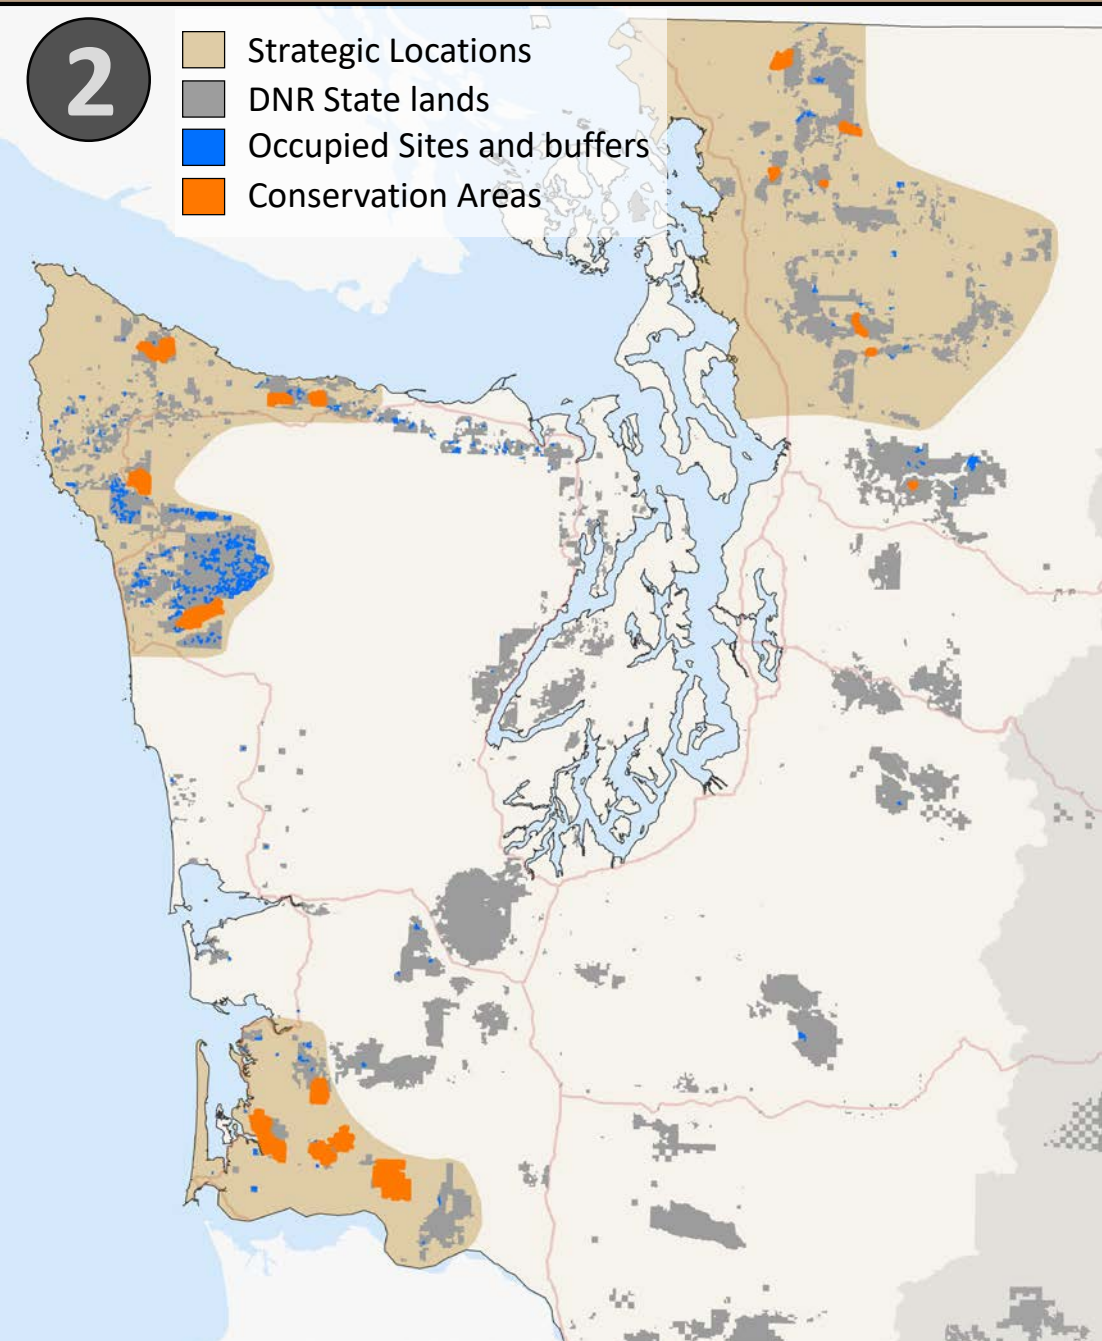 2
Strategic Locations
DNR State lands
Occupied Sites and buffers
Conservation Areas